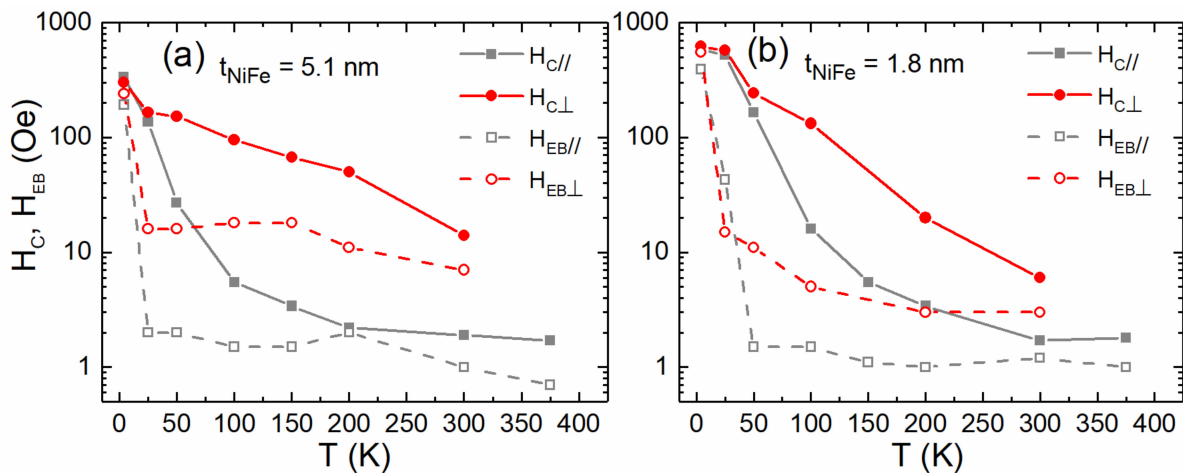 1000
100
10
1
H_C, H_EB (Oe)
(a)
t_NiFe = 5.1 nm
H_C//
H_C⊥
H_EB//
H_EB⊥
0 50 100 150 200 250 300 350 400
T (K)
1000
100
10
1
(b)
t_NiFe = 1.8 nm
H_C//
H_C⊥
H_EB//
H_EB⊥
0 50 100 150 200 250 300 350 400
T (K)